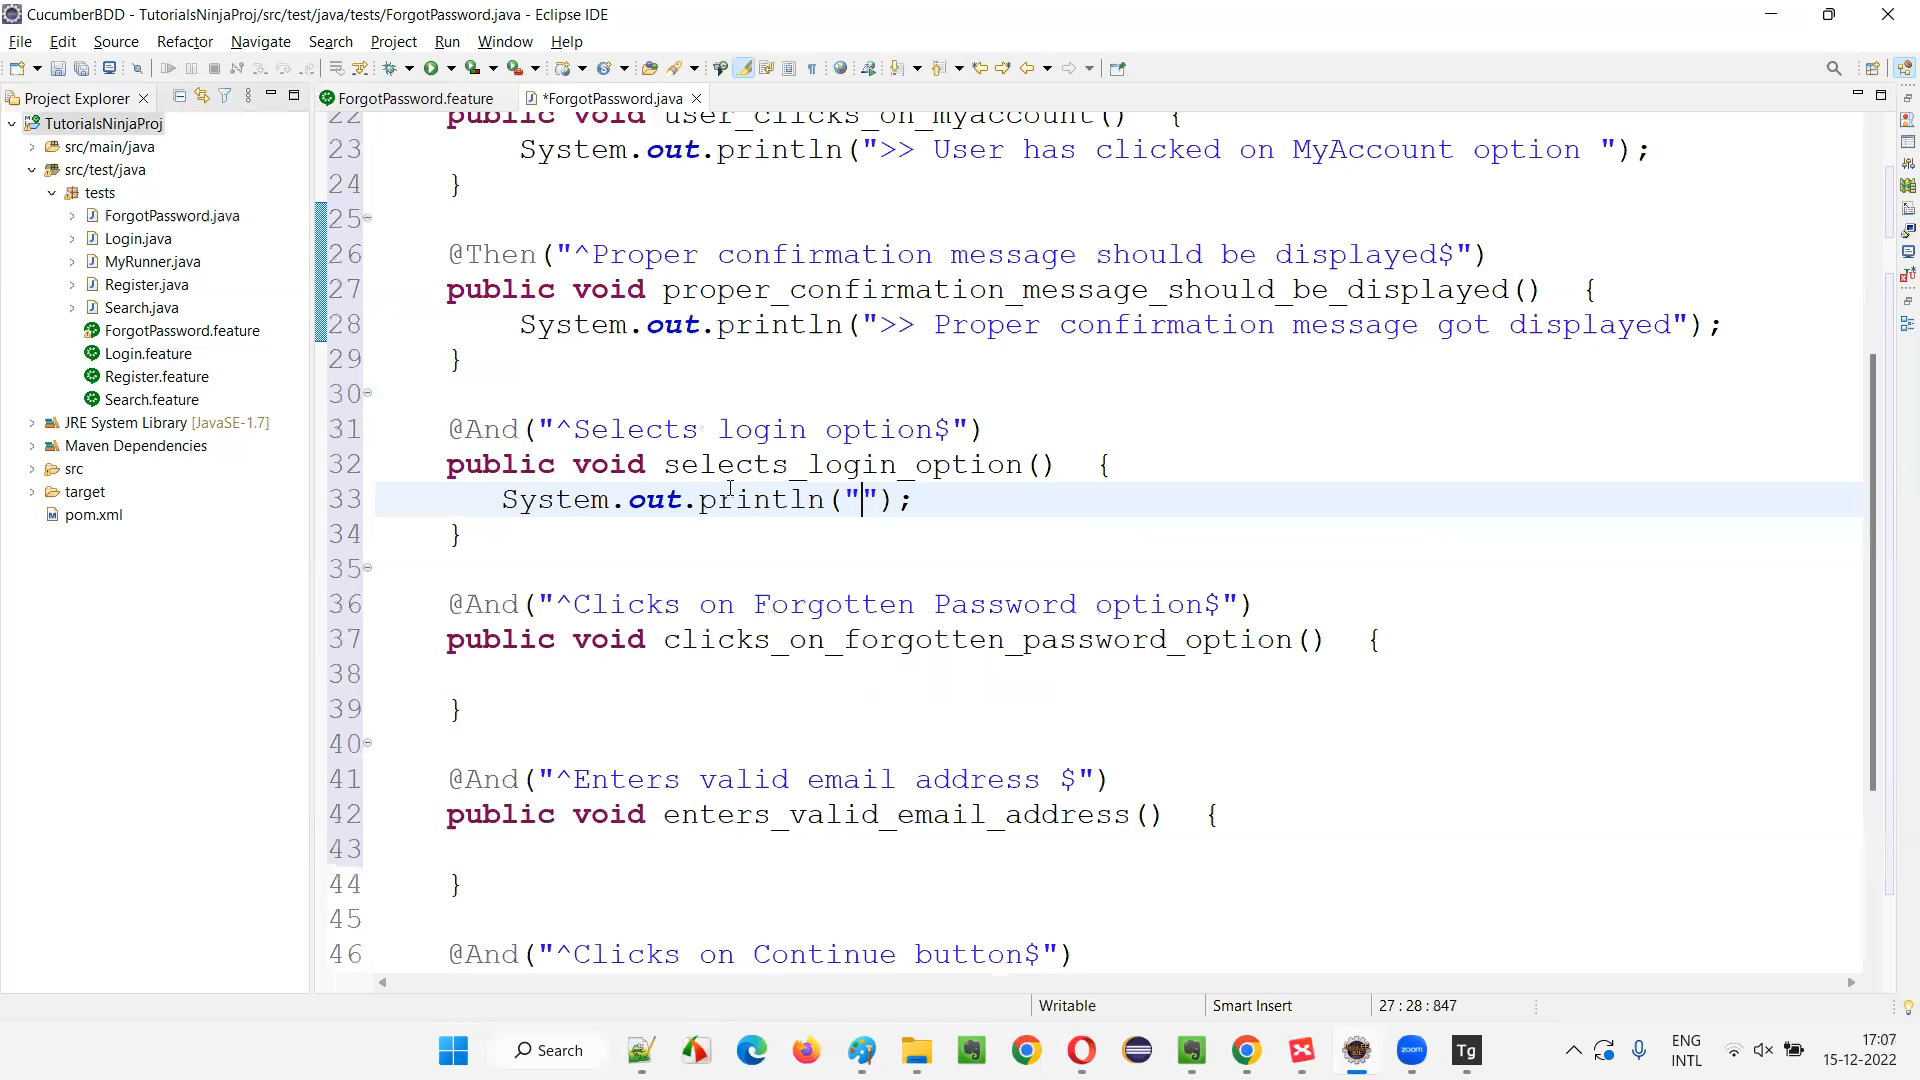 CucumberBDD - TutorialsNinjaProj/src/test/java/tests/ForgotPassword.java - Eclipse IDE
File Edit Source Refactor Navigate Search Project Run Window Help
Project Explorer
ForgotPassword.feature
*ForgotPassword.java
TutorialsNinjaProj
src/main/java
src/test/java
tests
ForgotPassword.java
Login.java
MyRunner.java
Register.java
Search.java
ForgotPassword.feature
Login.feature
Register.feature
Search.feature
JRE System Library [JavaSE-1.7]
Maven Dependencies
src
target
pom.xml
22 public void user_clicks_on_myaccount() {
23 System.out.println(">> User has clicked on MyAccount option ");
24 }
25
26 @Then("^Proper confirmation message should be displayed$")
27 public void proper_confirmation_message_should_be_displayed() {
28 System.out.println(">> Proper confirmation message got displayed");
29 }
30
31 @And("^Selects login option$")
32 public void selects_login_option() {
33 System.out.println("");
34 }
35
36 @And("^Clicks on Forgotten Password option$")
37 public void clicks_on_forgotten_password_option() {
38
39 }
40
41 @And("^Enters valid email address $")
42 public void enters_valid_email_address() {
43
44 }
45
46 @And("^Clicks on Continue button$")
Writable
Smart Insert
27 : 28 : 847
Search
zoom
Tg
ENG
INTL
17:07
15-12-2022